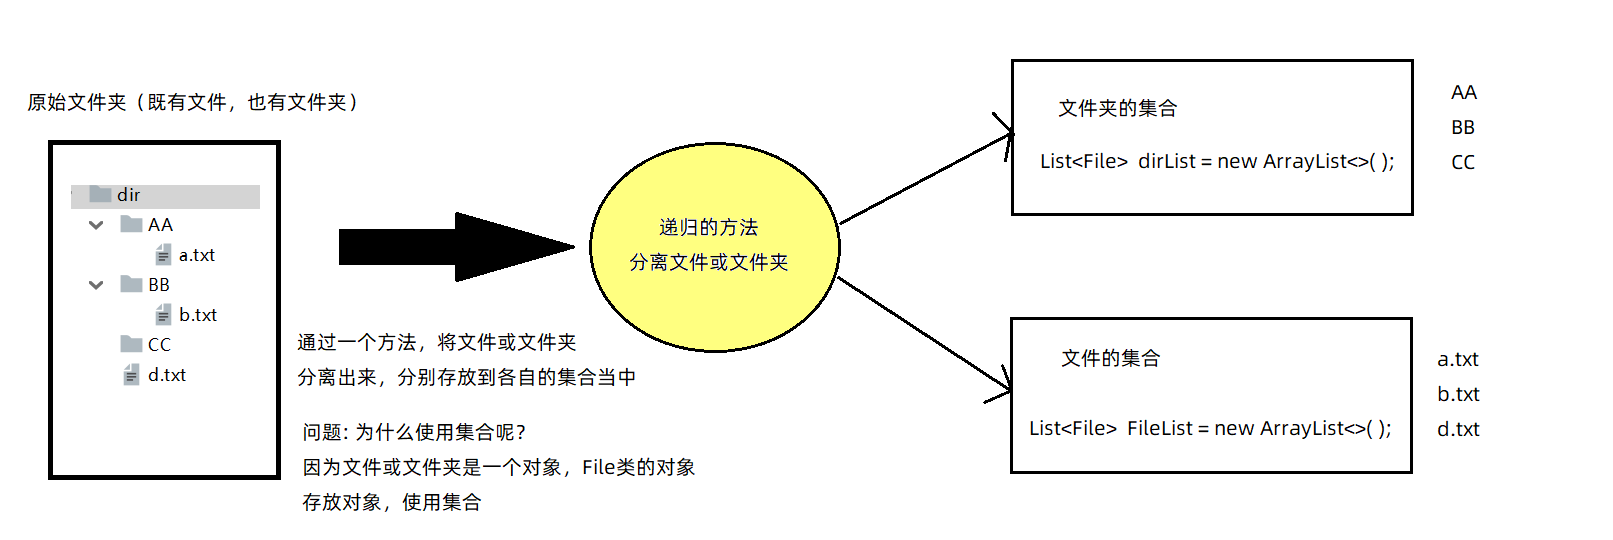 原始文件夹（既有文件，也有文件夹）
dir
AA
a.txt
BB
b.txt
CC
d.txt
通过一个方法，将文件或文件夹
分离出来，分别存放到各自的集合当中
问题：为什么使用集合呢？
因为文件或文件夹是一个对象，File类的对象
存放对象，使用集合
递归的方法
分离文件或文件夹
文件夹的集合
List<File> dirList = new ArrayList<>( );
AA
BB
CC
文件的集合
List<File> FileList = new ArrayList<>( );
a.txt
b.txt
d.txt